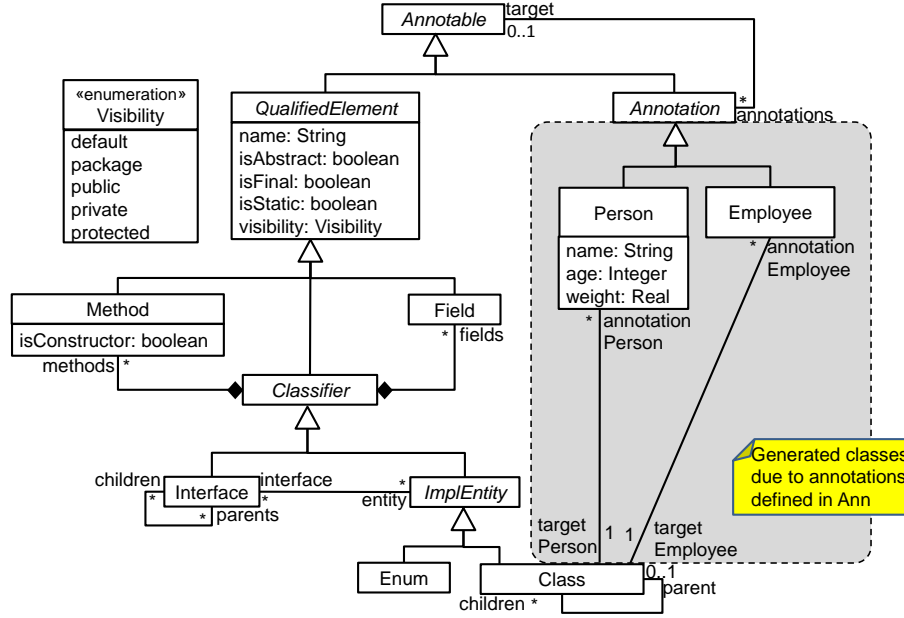 Annotable
target
0..1
«enumeration»
Visibility
default
package
public
private
protected
QualifiedElement
name: String
isAbstract: boolean
isFinal: boolean
isStatic: boolean
visibility: Visibility
Annotation
*
annotations
Person
name: String
age: Integer
weight: Real
Employee
* annotation
Employee
* annotation
Person
Method
isConstructor: boolean
methods *
Field
* fields
Classifier
children
*
Interface
* parents
interface
*
*
entity
ImplEntity
Generated classes
due to annotations
defined in Ann
target
Person
1
1
target
Employee
Enum
Class
0..1
parent
children *